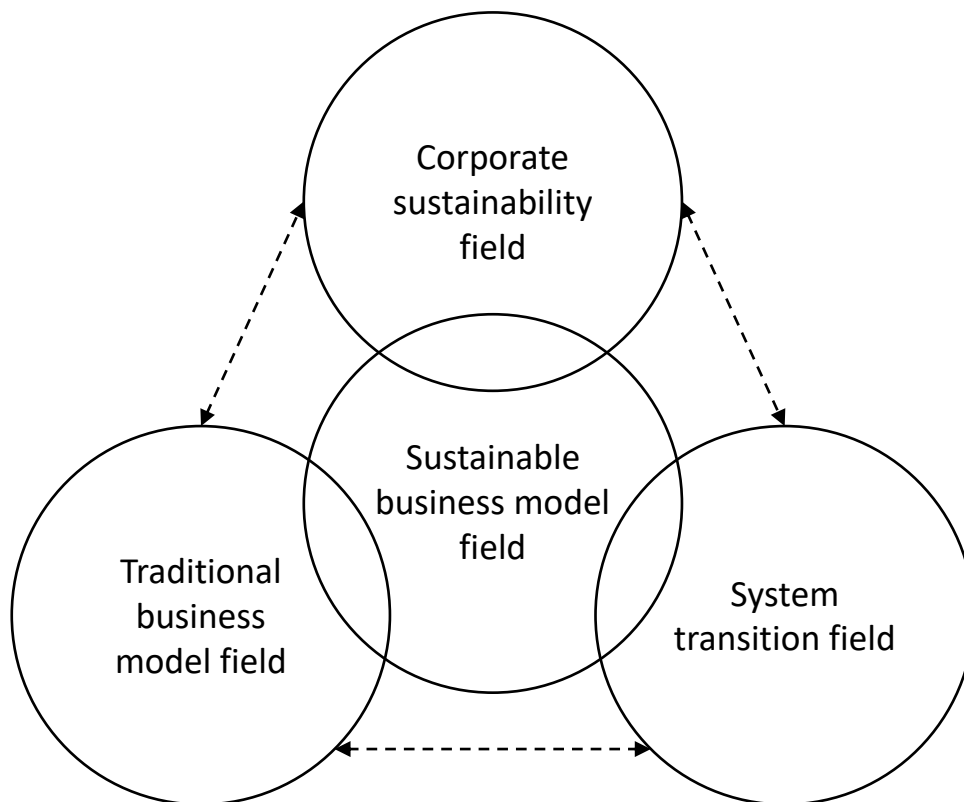 Corporate
sustainability
field
Sustainable
business model
field
Traditional
business
model field
System
transition field